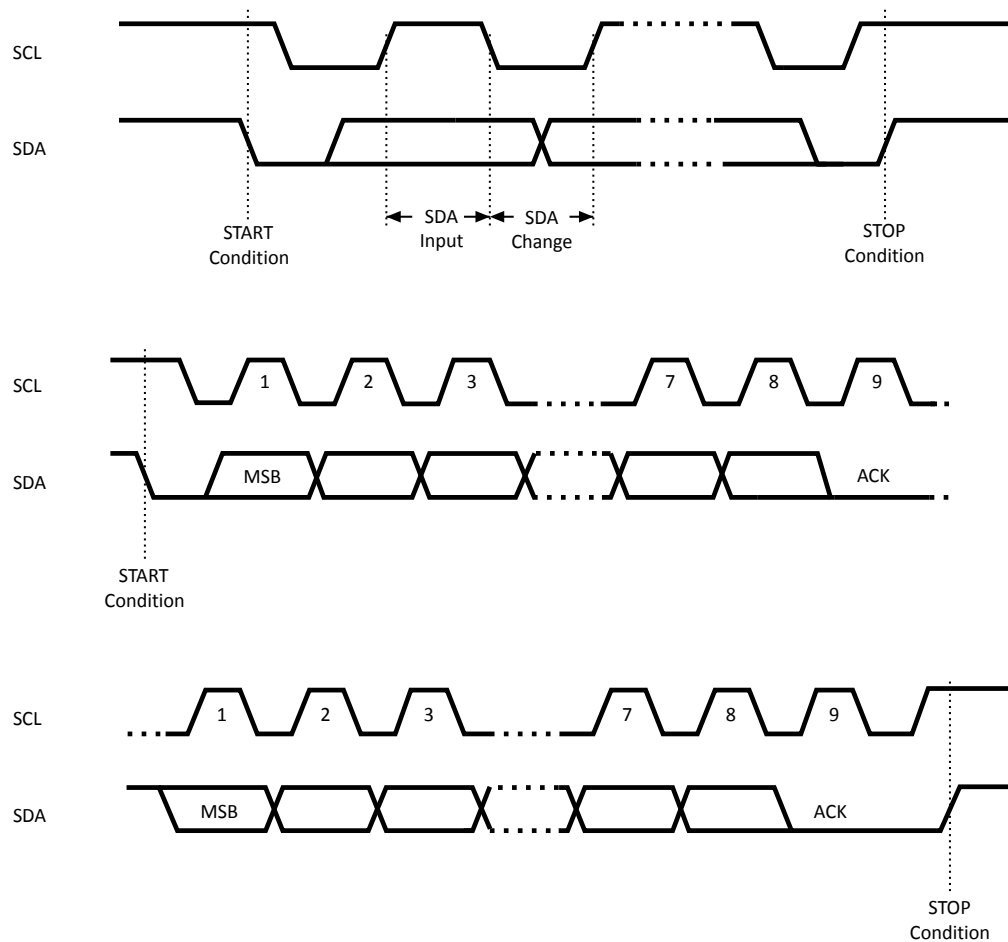 SCL
SDA
SDA
Input
SDA
Change
START
Condition
STOP
Condition
SCL
1 2 3 7 8 9
SDA
MSB ACK
START
Condition
SCL
1 2 3 7 8 9
SDA
MSB ACK
STOP
Condition